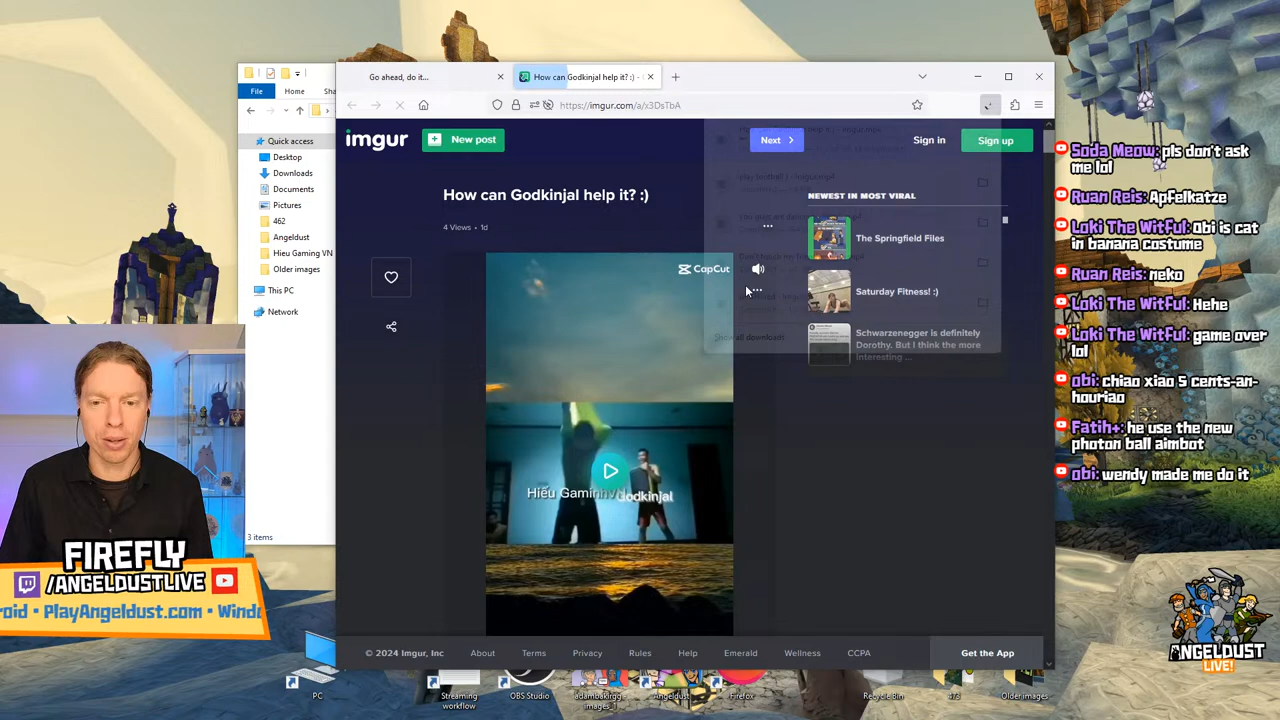 Go ahead, do it...
How can Godkinjal help it? :) -
https://imgur.com/a/x3DsTbA
File
Home
Quick access
Desktop
Downloads
Documents
Pictures
462
Angeldust
Hieu Gaming VN
Older images
This PC
Network
3 items
imgur
New post
Next
Sign in
Sign up
How can Godkinjal help it? :)
4 Views • 1d
CapCut
Godkinjal
NEWEST IN MOST VIRAL
The Springfield Files
Saturday Fitness! :)
Schwarzenegger is definitely
Dorothy. But I think the more
interesting ...
Show all downloads
© 2024 Imgur, Inc
About
Terms
Privacy
Rules
Help
Emerald
Wellness
CCPA
Get the App
Soda Meow: pls don't ask
me lol
Ruan Reis: Apfelkatze
Loki The Witful: Obi is cat
in banana costume
Ruan Reis: neko
Loki The Witful: Hehe
Loki The Witful: game over
lol
obi: chiao xiao 5 cents-an-
houriao
Fatih+: he use the new
photon ball aimbot
obi: wendy made me do it
FIREFLY
/ANGELDUSTLIVE
roid • PlayAngeldust.com • Windo
ANGELDUST
LIVE!
PC
Streaming
workflow
OBS Studio
Angeldust
Firefox
Recycle Bin
Older images